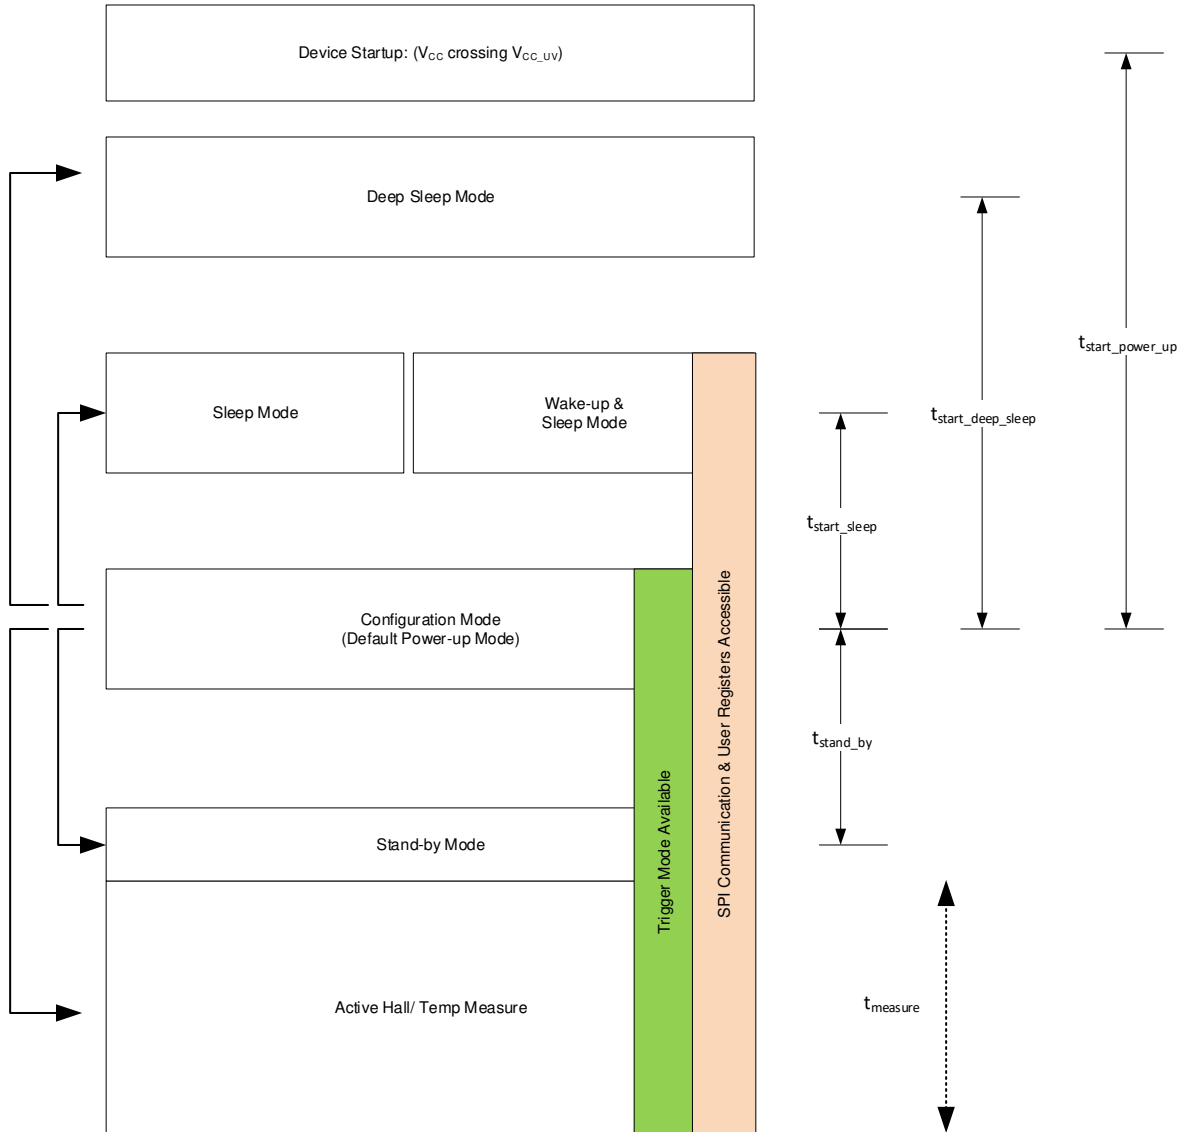 Device Startup: (VCC crossing VCC_UV)
Deep Sleep Mode
tstart_power_up
Sleep Mode
Wake-up &
Sleep Mode
tstart_deep_sleep
tstart_sleep
Configuration Mode
(Default Power-up Mode)
SPI Communication & User Registers Accessible
tstand_by
Trigger Mode Available
Stand-by Mode
Active Hall/ Temp Measure
tmeasure